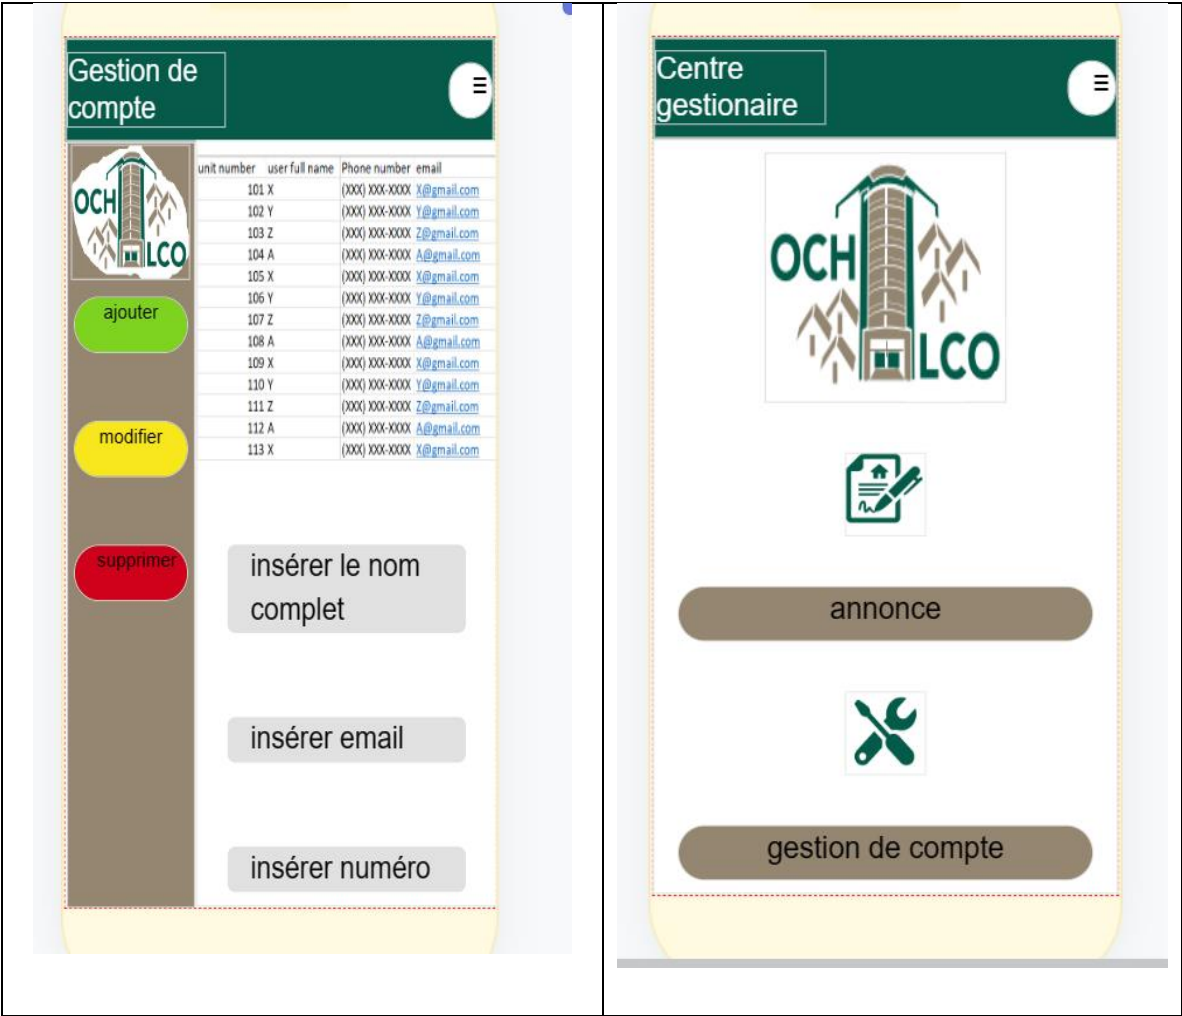 Gestion de
compte
OCH
LCO
ajouter
modifier
supprimer
unit number user full name Phone number email
101 X (XXX) XXX-XXXX X@gmail.com
102 Y (XXX) XXX-XXXX Y@gmail.com
103 Z (XXX) XXX-XXXX Z@gmail.com
104 A (XXX) XXX-XXXX A@gmail.com
105 X (XXX) XXX-XXXX X@gmail.com
106 Y (XXX) XXX-XXXX Y@gmail.com
107 Z (XXX) XXX-XXXX Z@gmail.com
108 A (XXX) XXX-XXXX A@gmail.com
109 X (XXX) XXX-XXXX X@gmail.com
110 Y (XXX) XXX-XXXX Y@gmail.com
111 Z (XXX) XXX-XXXX Z@gmail.com
112 A (XXX) XXX-XXXX A@gmail.com
113 X (XXX) XXX-XXXX X@gmail.com
insérer le nom
complet
insérer email
insérer numéro
Centre
gestionaire
OCH
LCO
annonce
gestion de compte